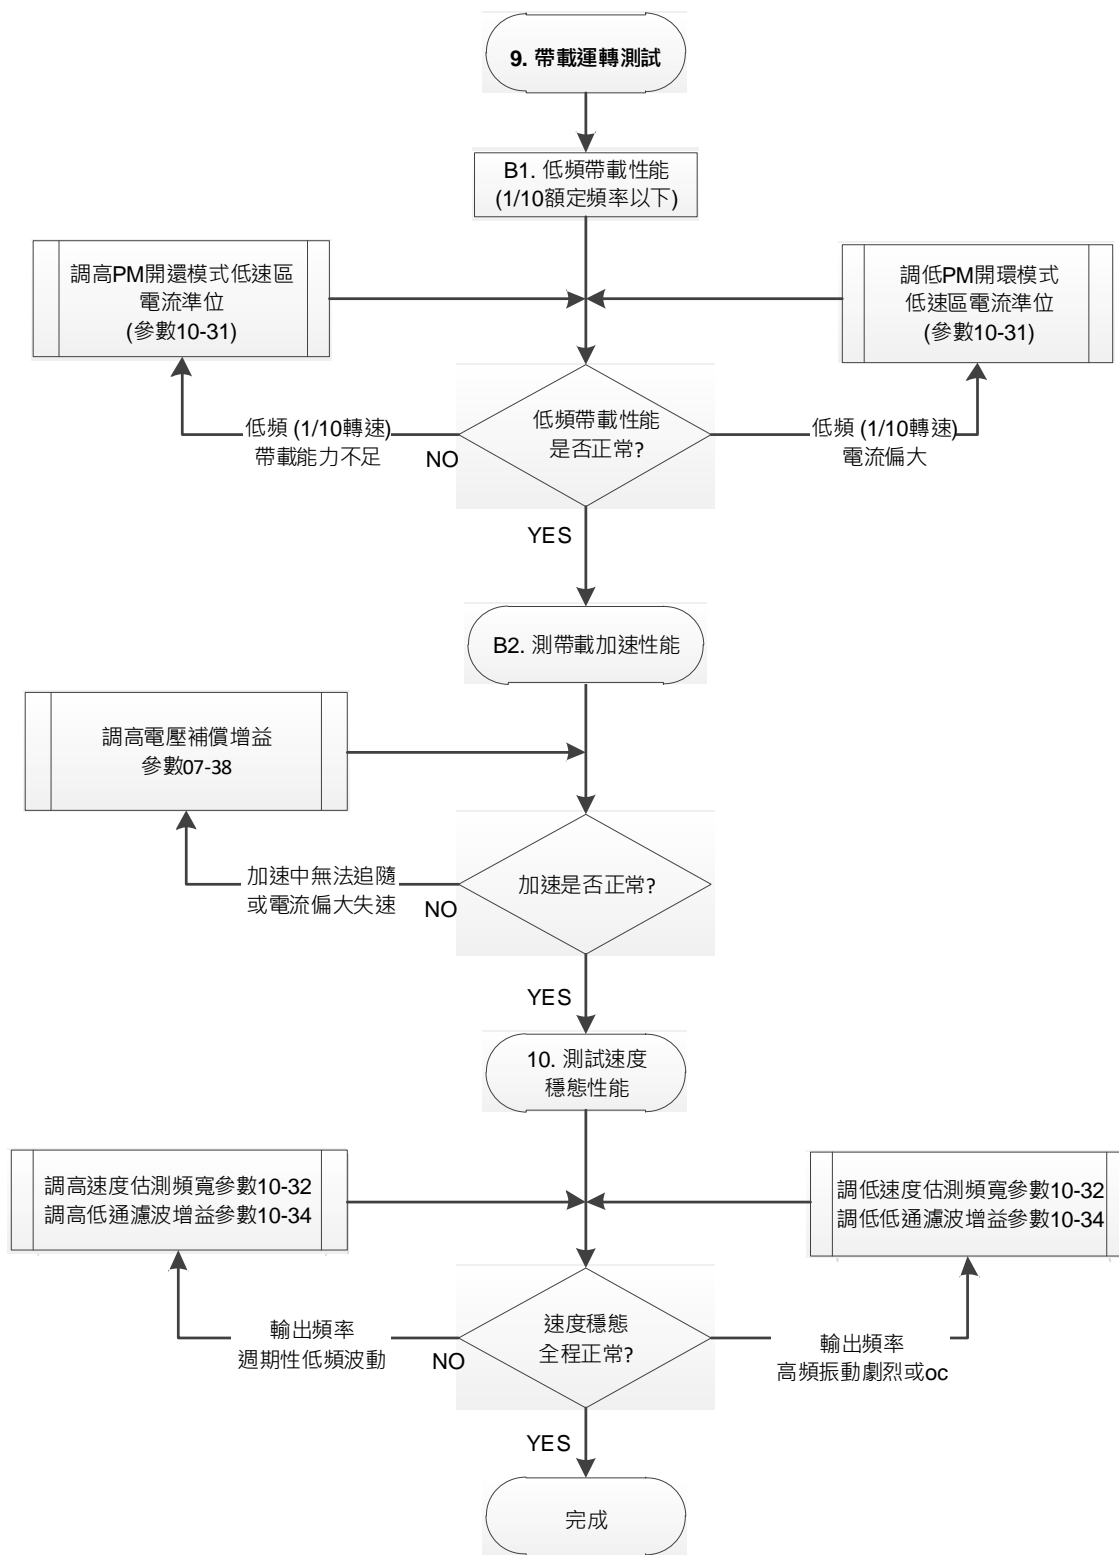 9. 帶載運轉測試
B1. 低頻帶載性能
(1/10額定頻率以下)
調高PM開還模式低速區
電流準位
(參數10-31)
調低PM開環模式
低速區電流準位
(參數10-31)
低頻帶載性能
是否正常?
低頻 (1/10轉速)
帶載能力不足
NO
低頻 (1/10轉速)
電流偏大
YES
B2. 測帶載加速性能
調高電壓補償增益
參數07-38
加速是否正常?
加速中無法追隨
或電流偏大失速
NO
YES
10. 測試速度
穩態性能
調高速度估測頻寬參數10-32
調高低通濾波增益參數10-34
調低速度估測頻寬參數10-32
調低低通濾波增益參數10-34
速度穩態
全程正常?
輸出頻率
週期性低頻波動
NO
輸出頻率
高頻振動劇烈或oc
YES
完成